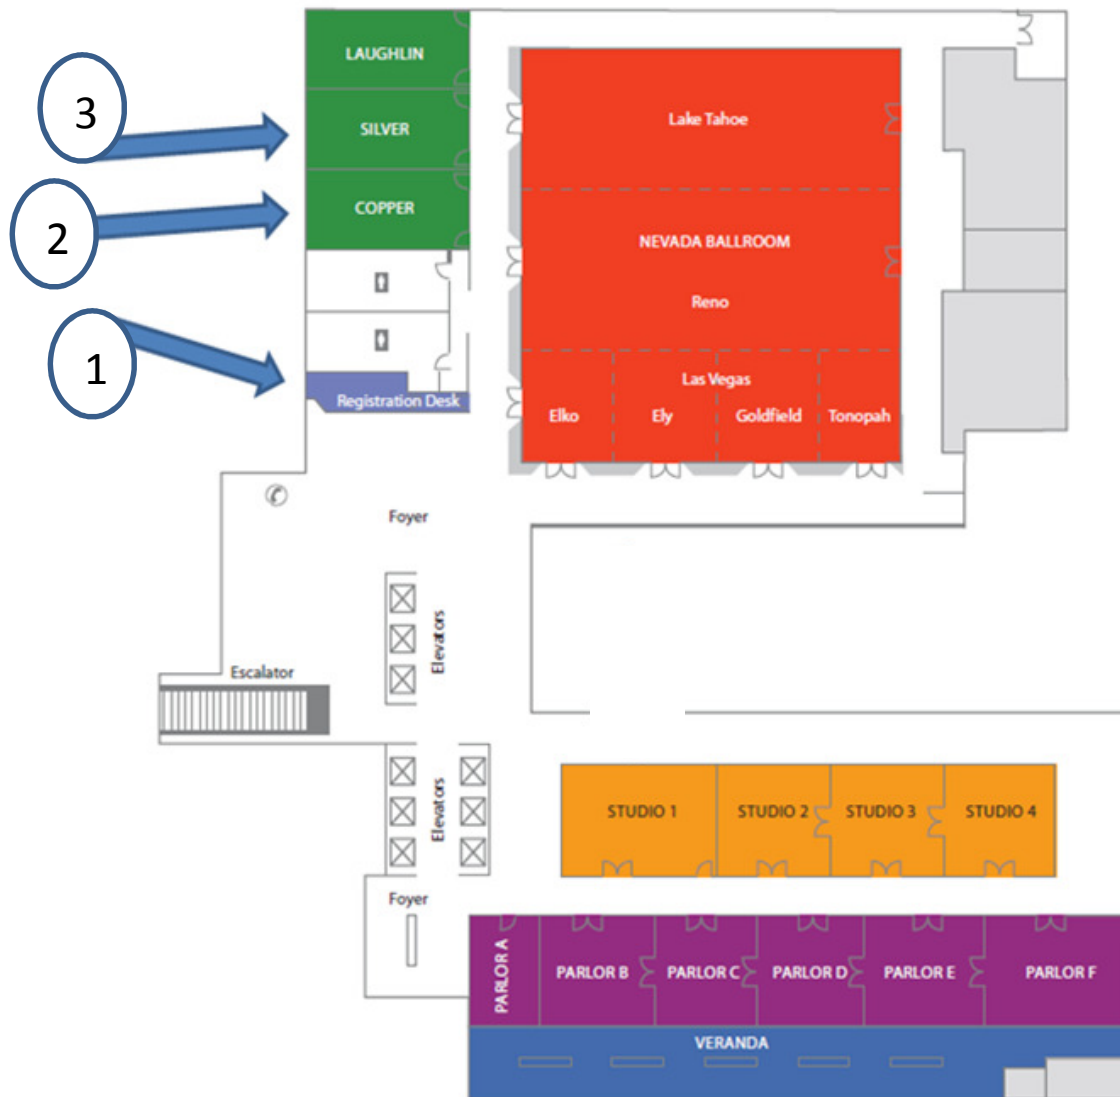 LAUGHLIN
3
SILVER
Lake Tahoe
COPPER
2
NEVADA BALLROOM
Reno
1
Las Vegas
Registration Desk
Elko
Ely
Goldfield
Tonopah
Foyer
Elevators
Escalator
Elevators
STUDIO 1
STUDIO 2
STUDIO 3
STUDIO 4
Foyer
PARLOR A
PARLOR B
PARLOR C
PARLOR D
PARLOR E
PARLOR F
VERANDA